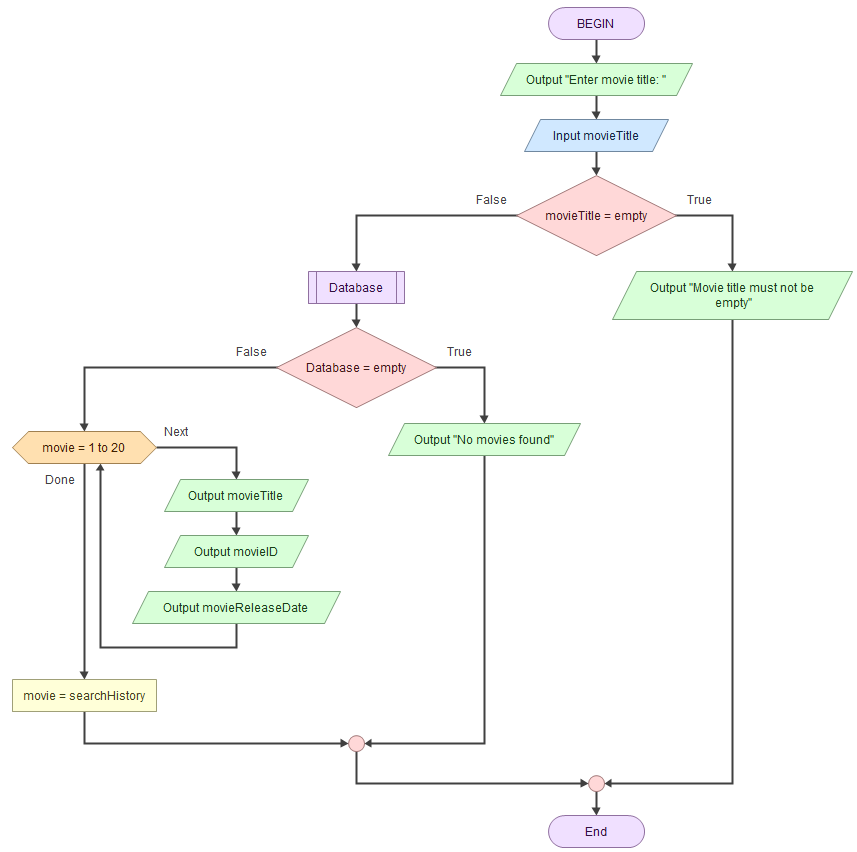 BEGIN
Output "Enter movie title: "
Input movieTitle
False
True
movieTitle = empty
Database
Output "Movie title must not be
empty"
False
True
Database = empty
Next
movie = 1 to 20
Output "No movies found"
Done
Output movieTitle
Output movieID
Output movieReleaseDate
movie = searchHistory
End